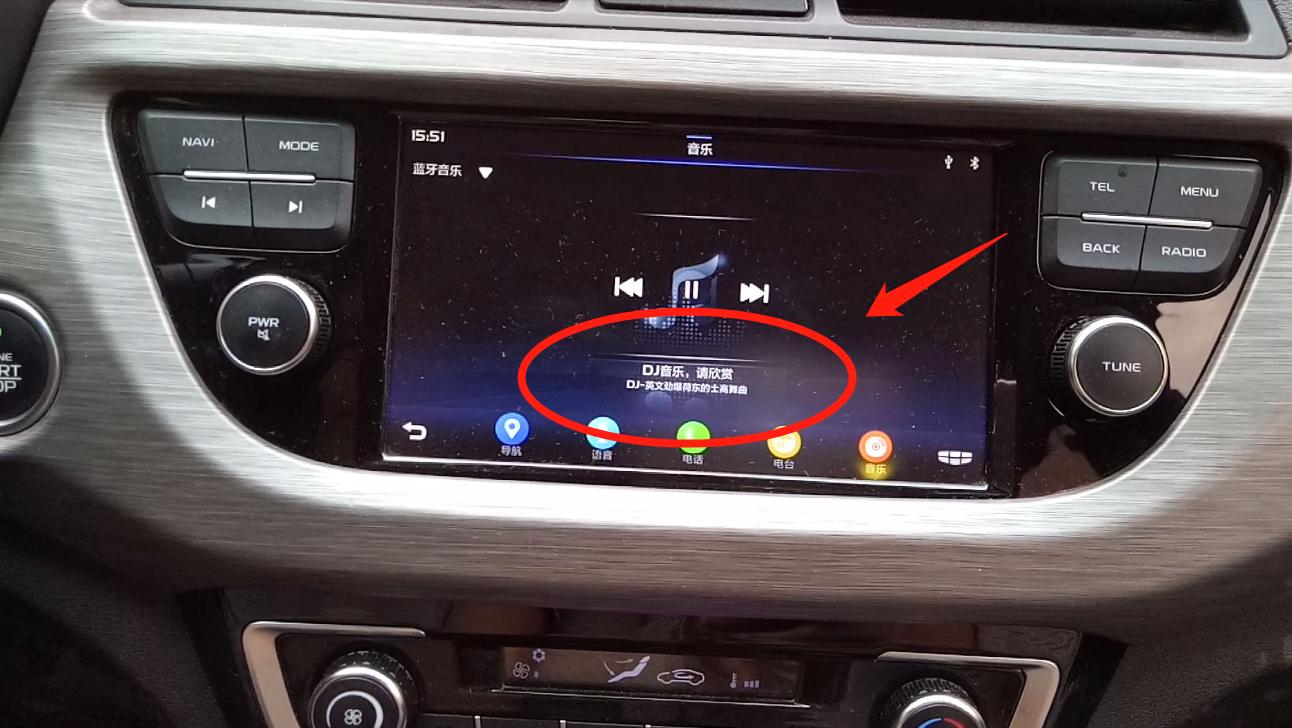 15:51
音乐
蓝牙音乐
NAVI
MODE
TEL
MENU
BACK
RADIO
PWR
TUNE
DJ音乐，请欣赏
DJ-英文劲爆荷东的士高舞曲
导航
语音
电话
电台
音乐